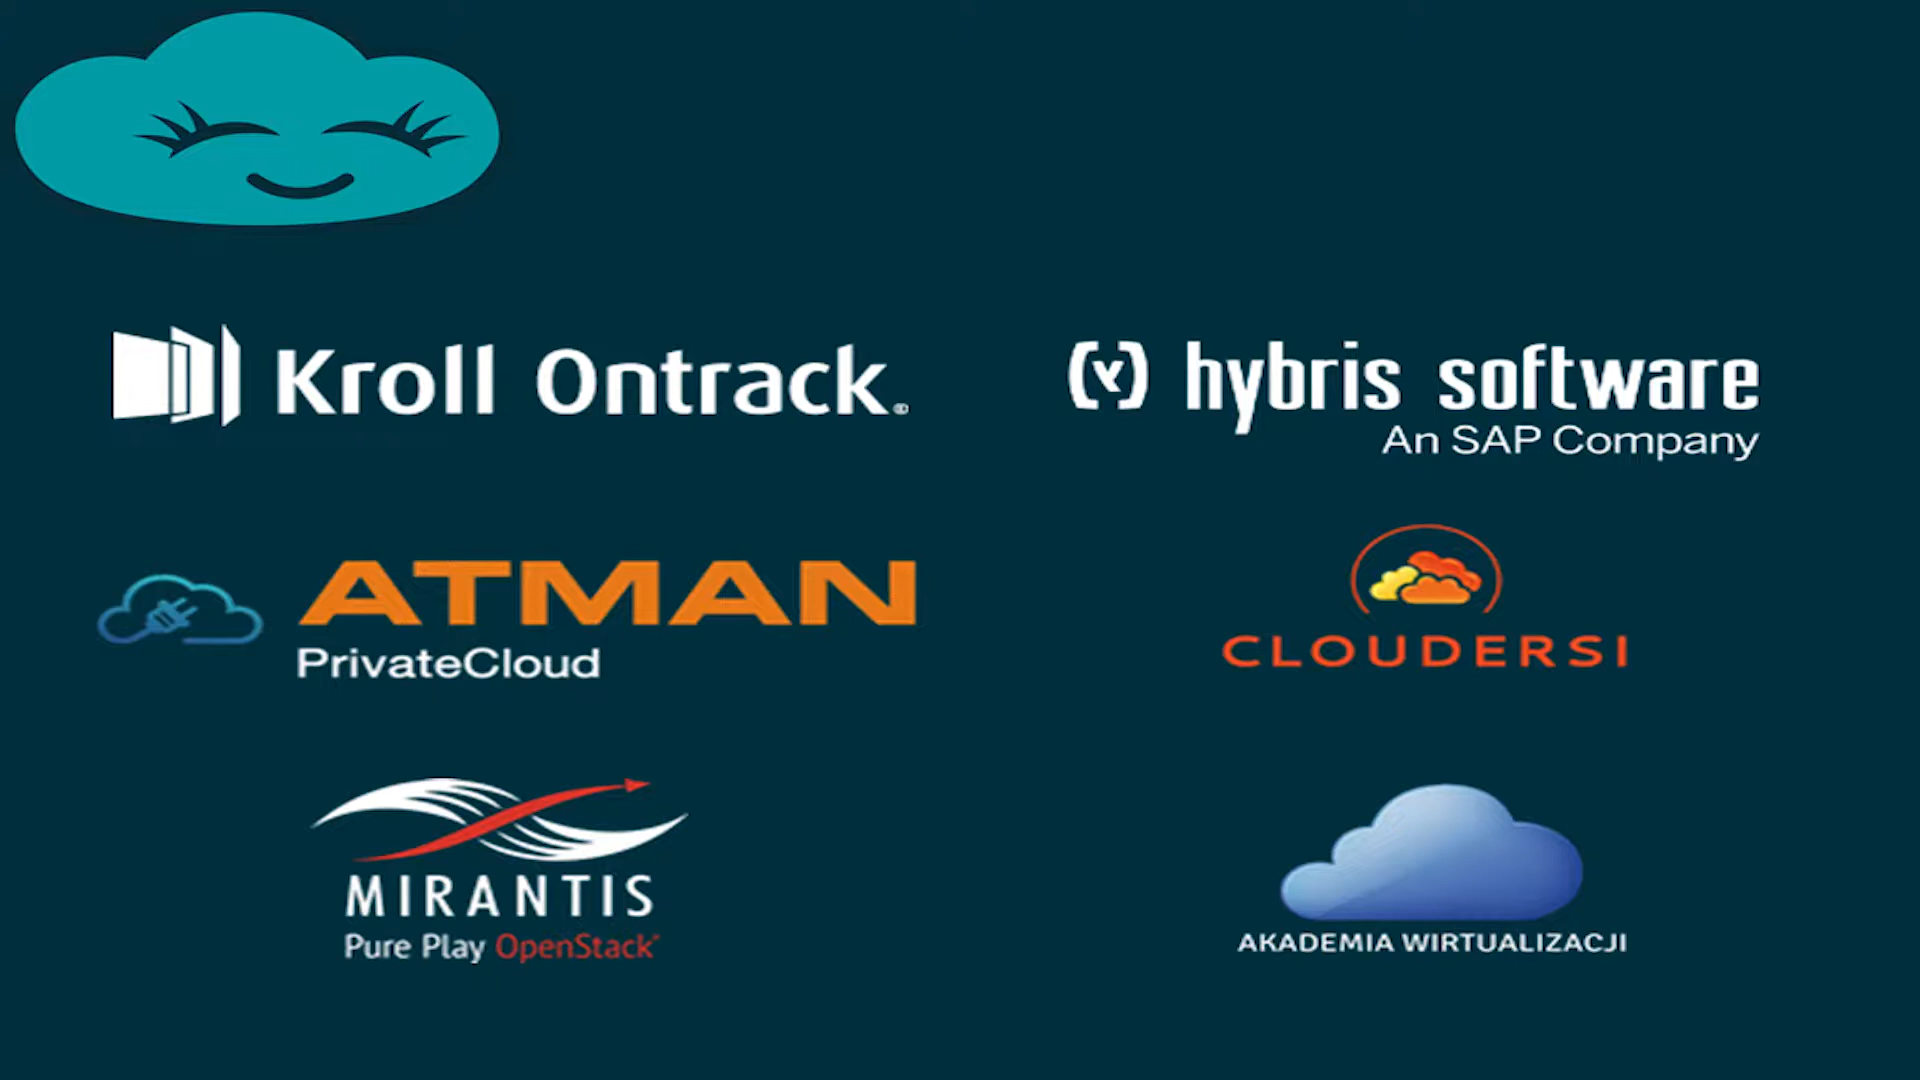 Kroll Ontrack®
hybris software
An SAP Company
ATMAN
PrivateCloud
CLOUDERSI
MIRANTIS
Pure Play OpenStack
AKADEMIA WIRTUALIZACJI